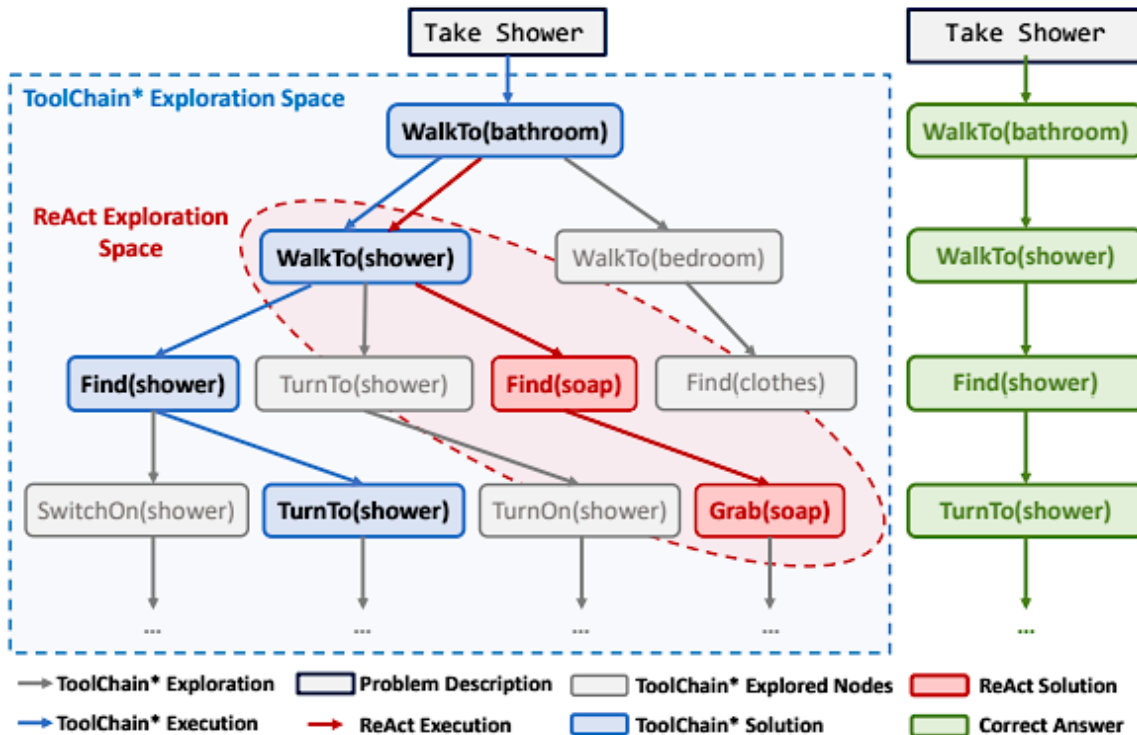 Take Shower
Take Shower
ToolChain* Exploration Space
WalkTo(bathroom)
WalkTo(bathroom)
ReAct Exploration
Space
WalkTo(shower)
WalkTo(bedroom)
WalkTo(shower)
Find(shower)
TurnTo(shower)
Find(soap)
Find(clothes)
Find(shower)
SwitchOn(shower)
TurnTo(shower)
TurnOn(shower)
Grab(soap)
TurnTo(shower)
...
...
...
...
...
ToolChain* Exploration
Problem Description
ToolChain* Explored Nodes
ReAct Solution
ToolChain* Execution
ReAct Execution
ToolChain* Solution
Correct Answer